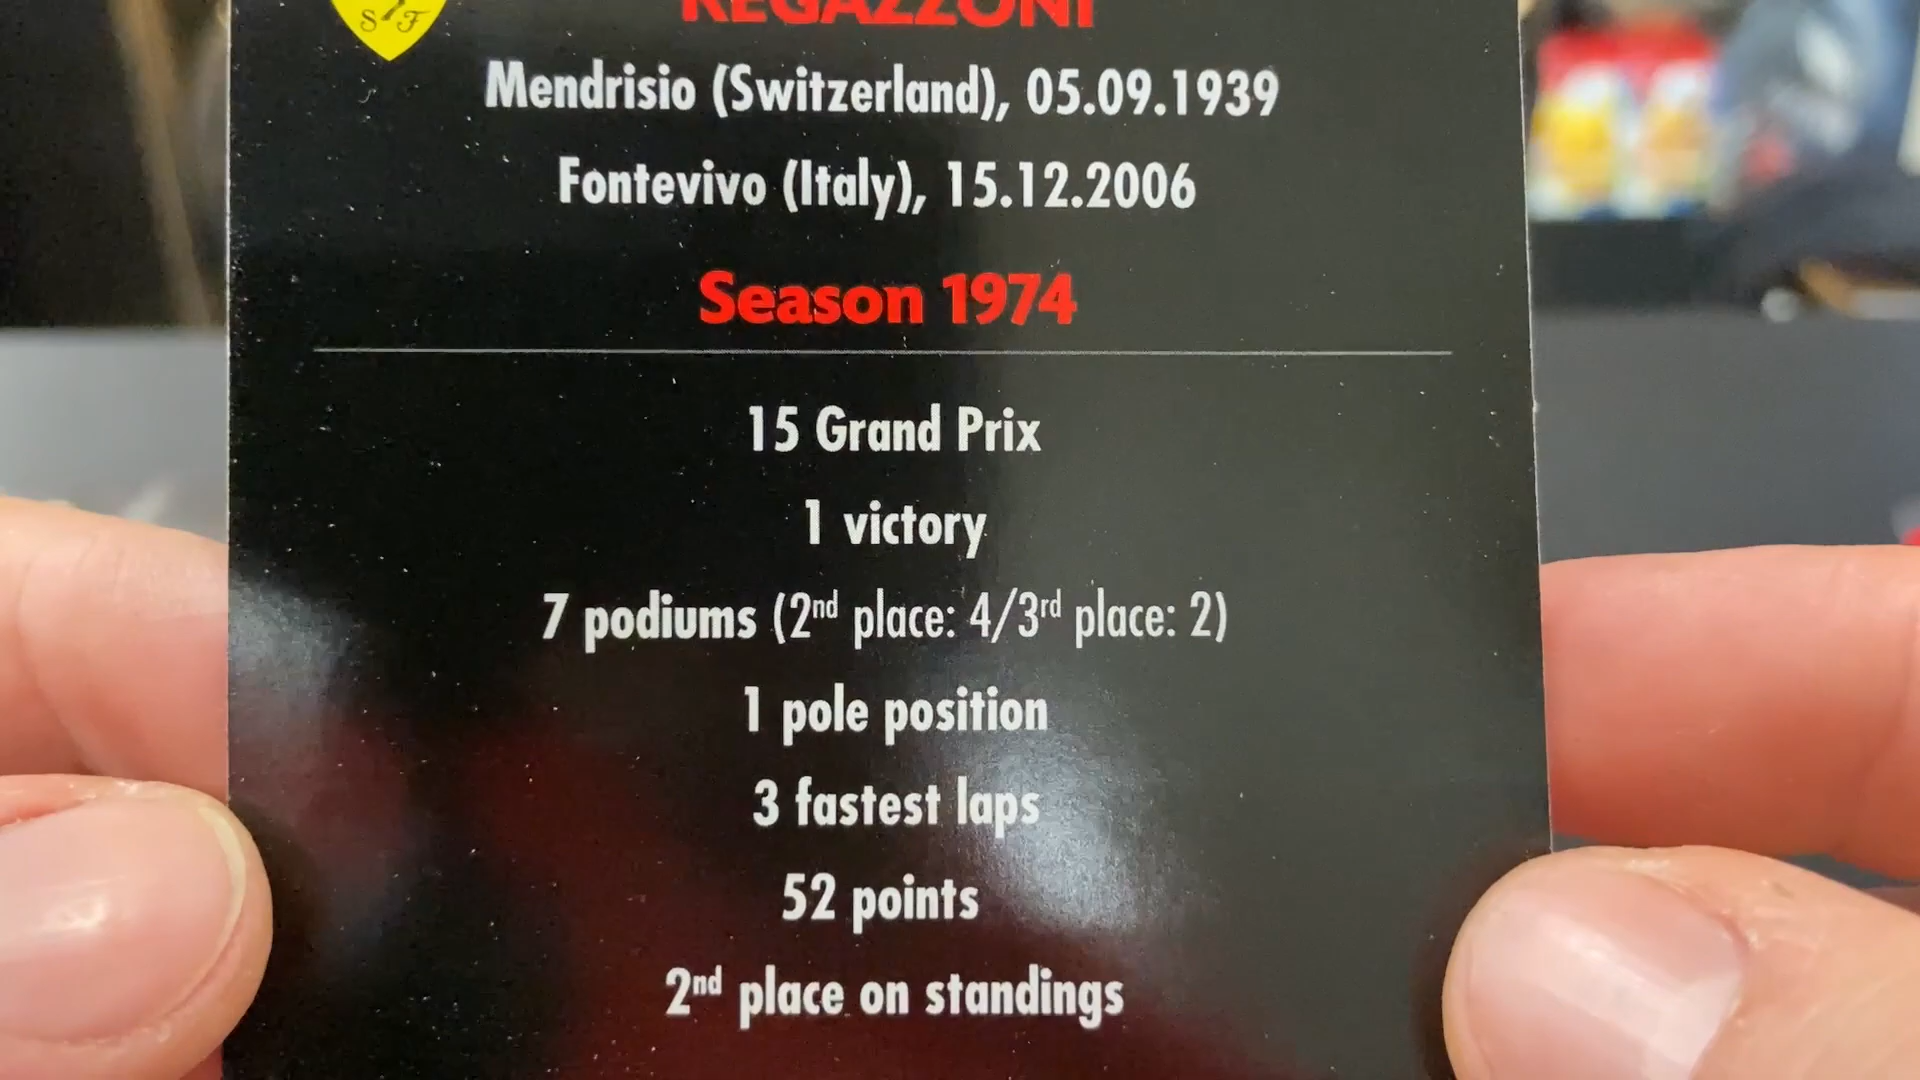 S F
REGAZZONI
Mendrisio (Switzerland), 05.09.1939
Fontevivo (Italy), 15.12.2006
Season 1974
15 Grand Prix
1 victory
7 podiums (2nd place: 4/3rd place: 2)
1 pole position
3 fastest laps
52 points
2nd place on standings